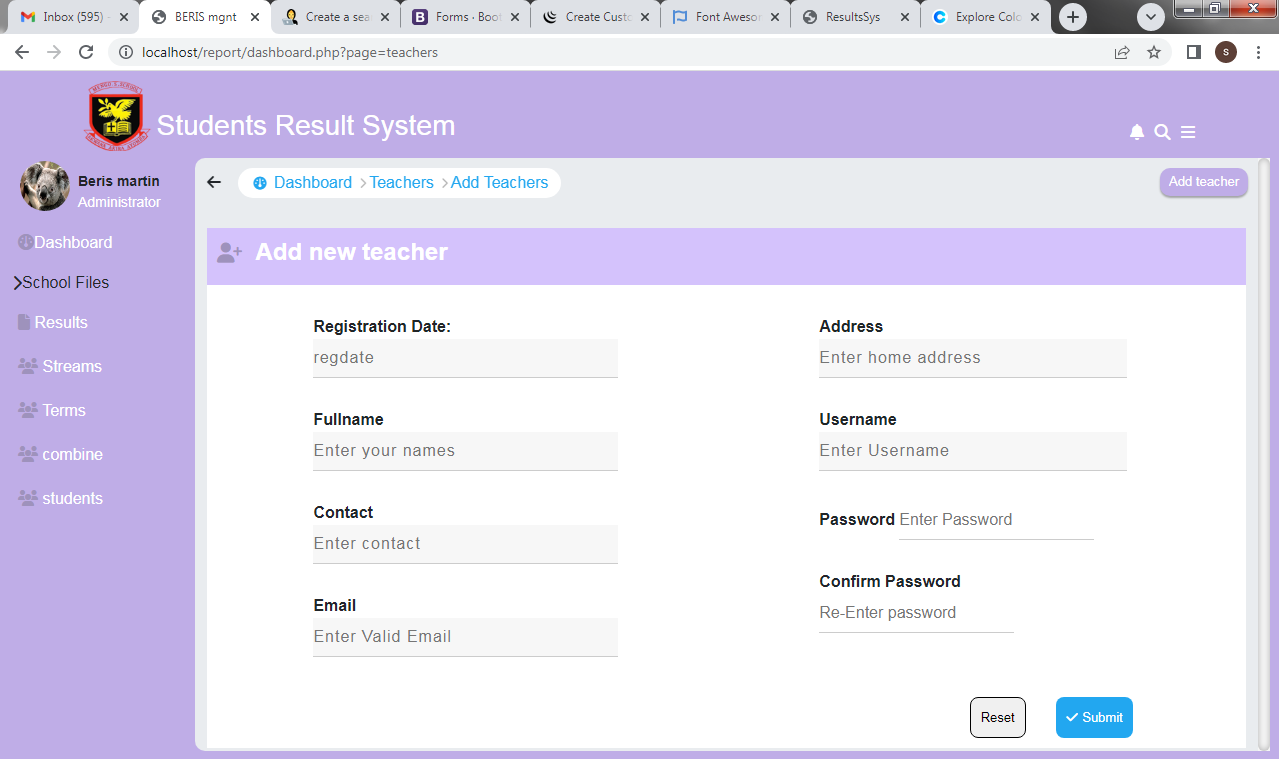 Inbox (595)
BERIS mgnt
Create a sea
Forms · Boot
Create Custo
Font Awesor
ResultsSys
Explore Colo
localhost/report/dashboard.php?page=teachers
S
Students Result System
Beris martin
Administrator
Dashboard
School Files
Results
Streams
Terms
combine
students
Dashboard Teachers Add Teachers
Add teacher
Add new teacher
Registration Date:
regdate
Fullname
Enter your names
Contact
Enter contact
Email
Enter Valid Email
Address
Enter home address
Username
Enter Username
Password Enter Password
Confirm Password
Re-Enter password
Reset
Submit